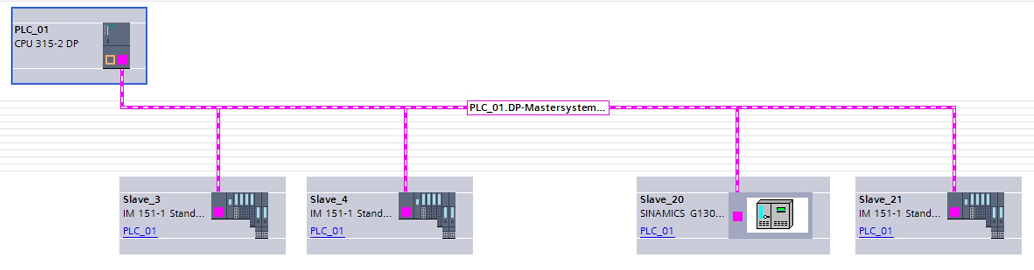 PLC_01
CPU 315-2 DP
PLC_01.DP-Mastersystem...
Slave_3
IM 151-1 Stand...
PLC_01
Slave_4
IM 151-1 Stand...
PLC_01
Slave_20
SINAMICS G130...
PLC_01
Slave_21
IM 151-1 Stand...
PLC_01